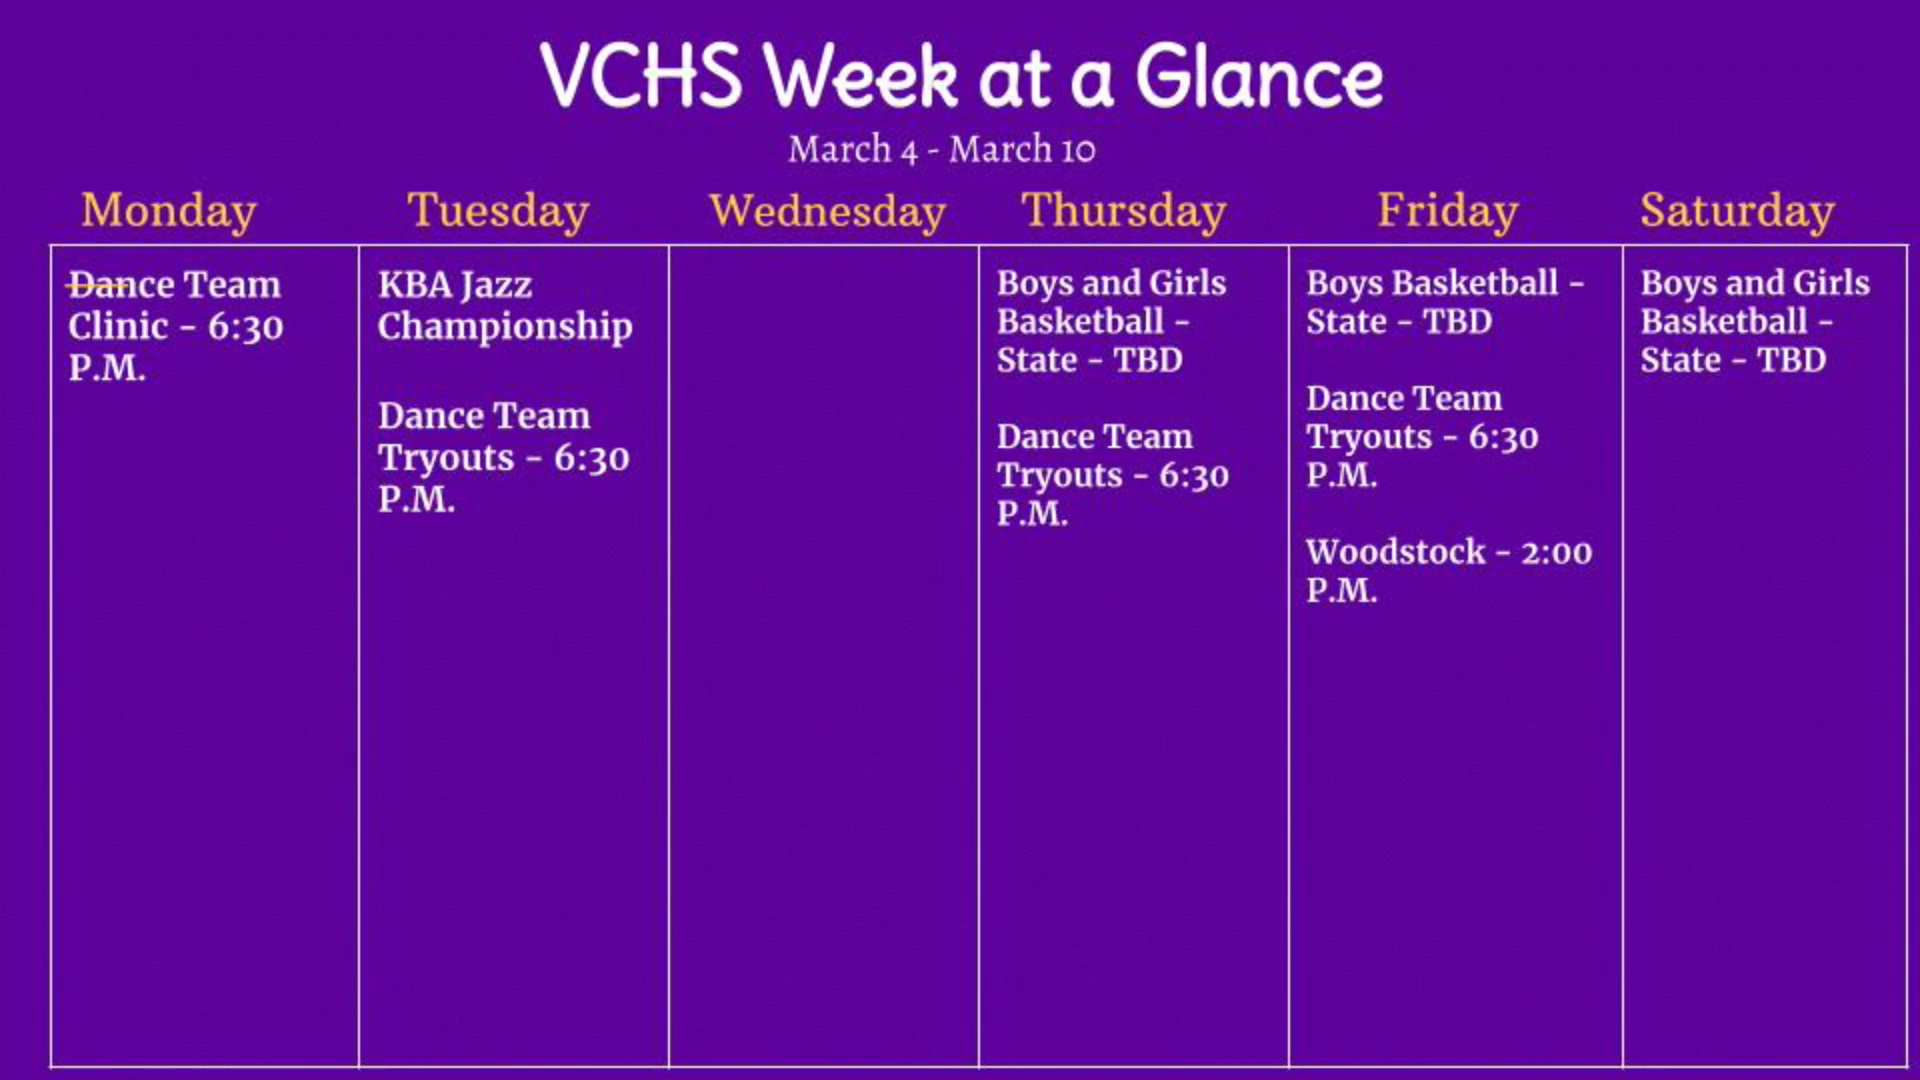 VCHS Week at a Glance
March 4 - March 10
Monday
Tuesday
Wednesday
Thursday
Friday
Saturday
Dance Team
Clinic - 6:30
P.M.
KBA Jazz
Championship
Dance Team
Tryouts - 6:30
P.M.
Boys and Girls
Basketball -
State - TBD
Dance Team
Tryouts - 6:30
P.M.
Boys Basketball -
State - TBD
Dance Team
Tryouts - 6:30
P.M.
Woodstock - 2:00
P.M.
Boys and Girls
Basketball -
State - TBD